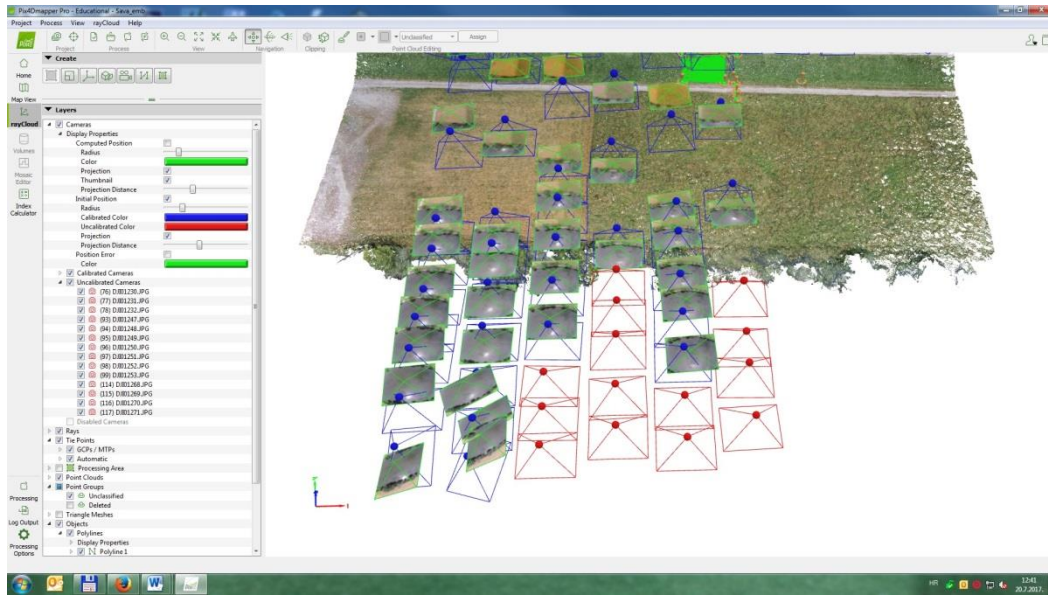 Pix4Dmapper Pro - Educational - Sava_emb
Project Process View rayCloud Help
Project Process View Navigation Clipping Point Cloud Editing
Unclassified Assign
Home
Map View
rayCloud
Volumes
Mosaic Editor
Index Calculator
Processing
Log Output
Processing Options
Create
Layers
Cameras
Display Properties
Computed Position
Radius
Color
Projection
Thumbnail
Projection Distance
Initial Position
Radius
Calibrated Color
Uncalibrated Color
Projection
Projection Distance
Position Error
Color
Calibrated Cameras
Uncalibrated Cameras
(76) DJI01230.JPG
(77) DJI01231.JPG
(78) DJI01232.JPG
(93) DJI01247.JPG
(94) DJI01248.JPG
(95) DJI01249.JPG
(96) DJI01250.JPG
(97) DJI01251.JPG
(98) DJI01252.JPG
(99) DJI01253.JPG
(114) DJI01268.JPG
(115) DJI01269.JPG
(116) DJI01270.JPG
(117) DJI01271.JPG
Disabled Cameras
Rays
Tie Points
GCPs / MTPs
Automatic
Processing Area
Point Clouds
Point Groups
Unclassified
Deleted
Triangle Meshes
Objects
Polylines
Display Properties
Polyline 1
HR
12:41
20.7.2017.